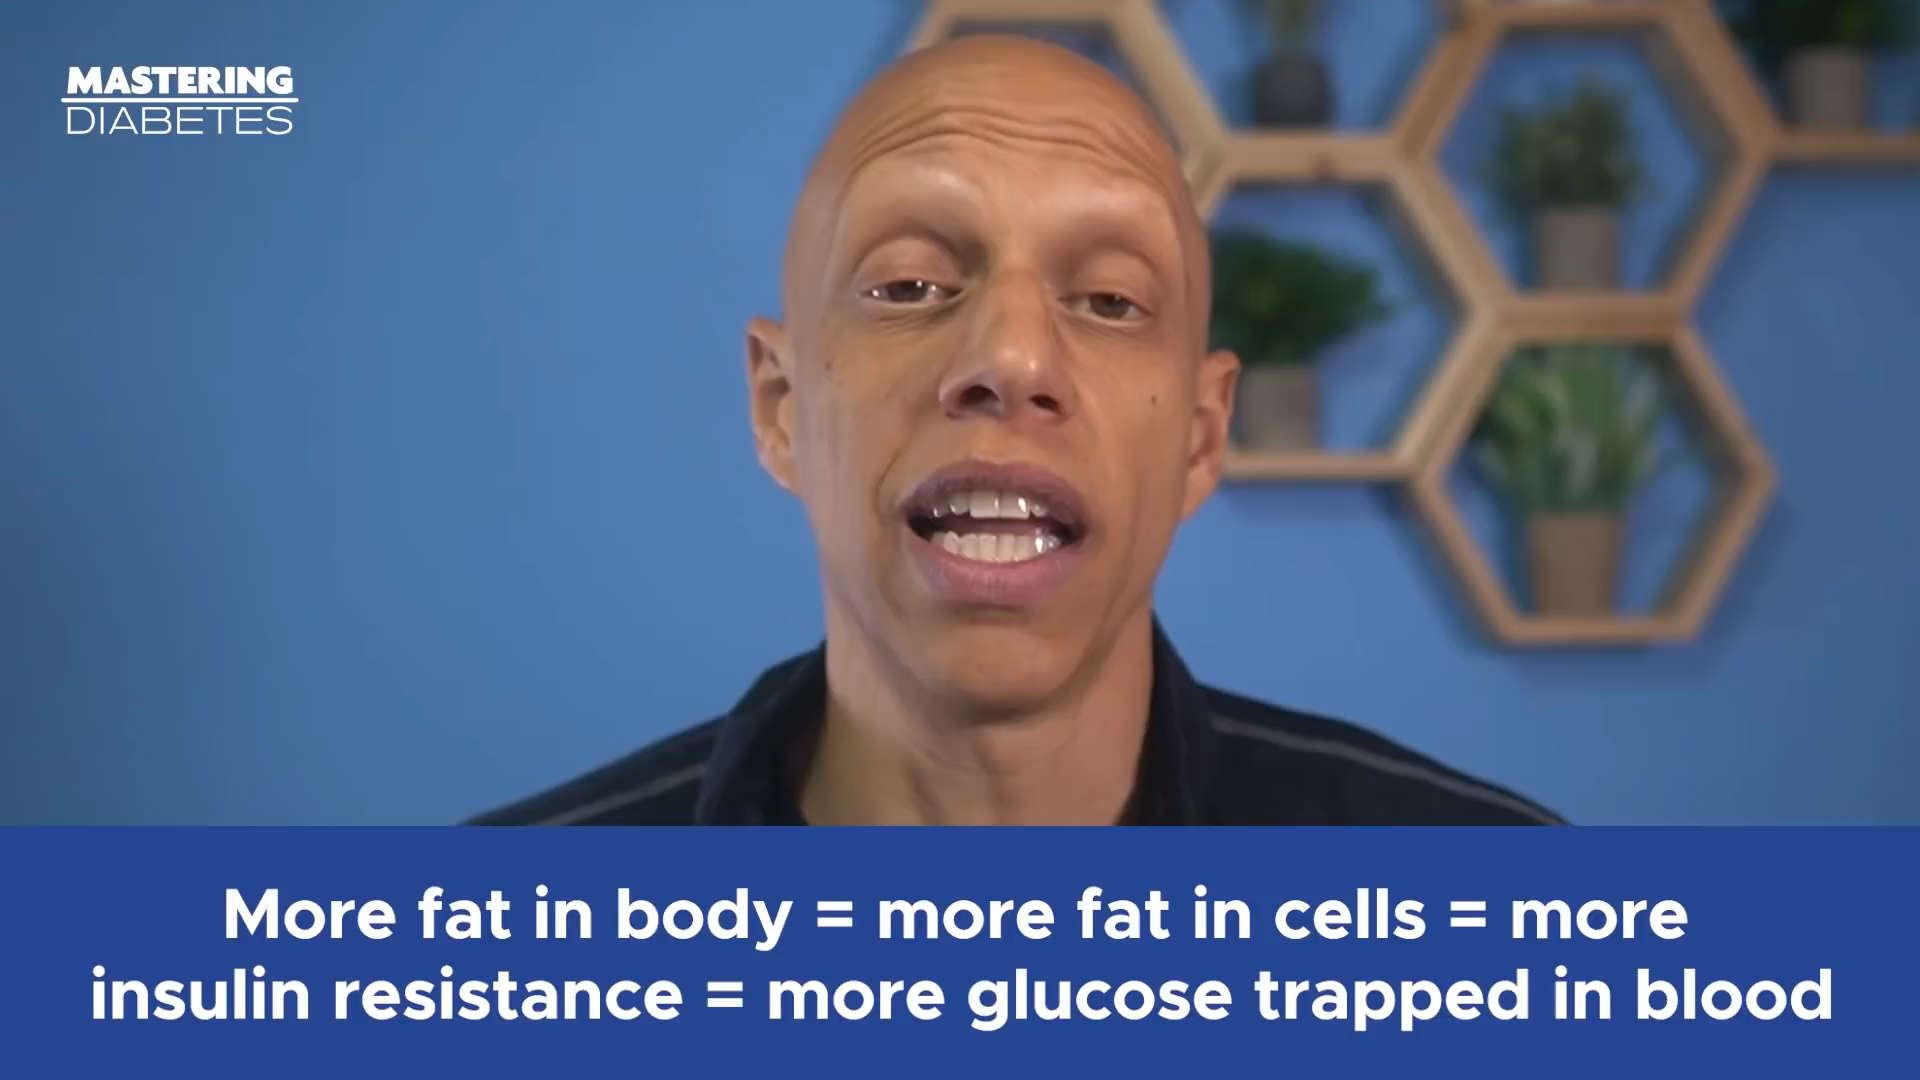 MASTERING
DIABETES
More fat in body = more fat in cells = more
insulin resistance = more glucose trapped in blood